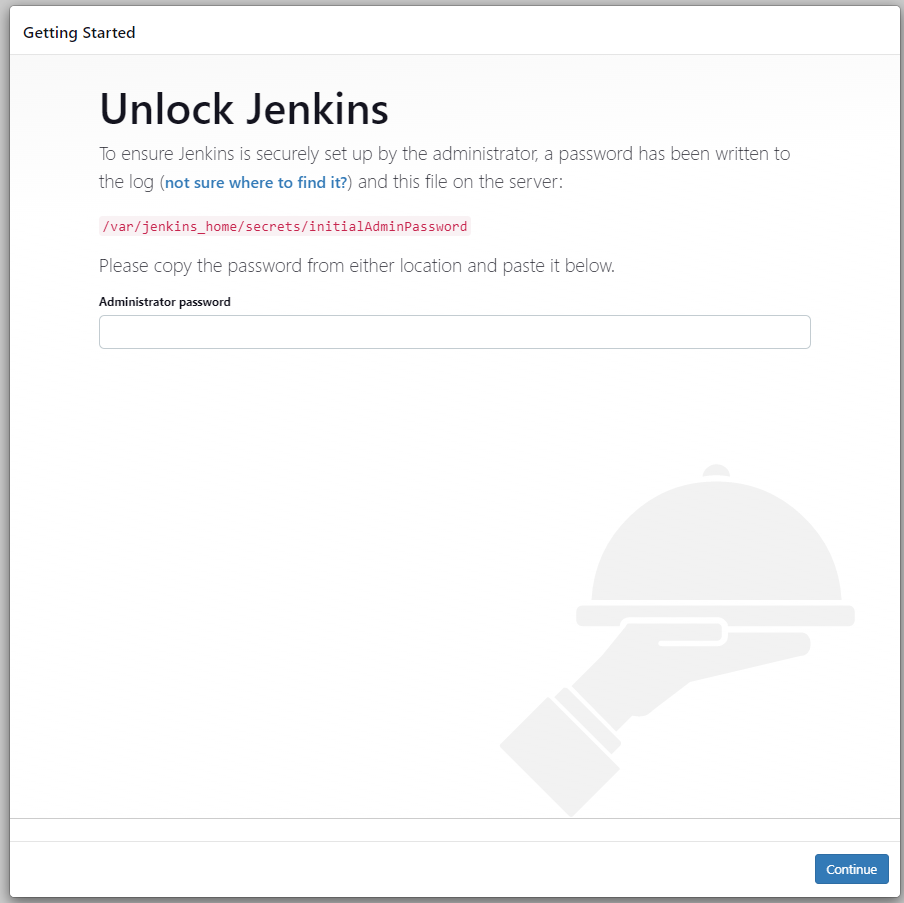 Getting Started
Unlock Jenkins
To ensure Jenkins is securely set up by the administrator, a password has been written to
the log (not sure where to find it?) and this file on the server:
/var/jenkins_home/secrets/initialAdminPassword
Please copy the password from either location and paste it below.
Administrator password
Continue